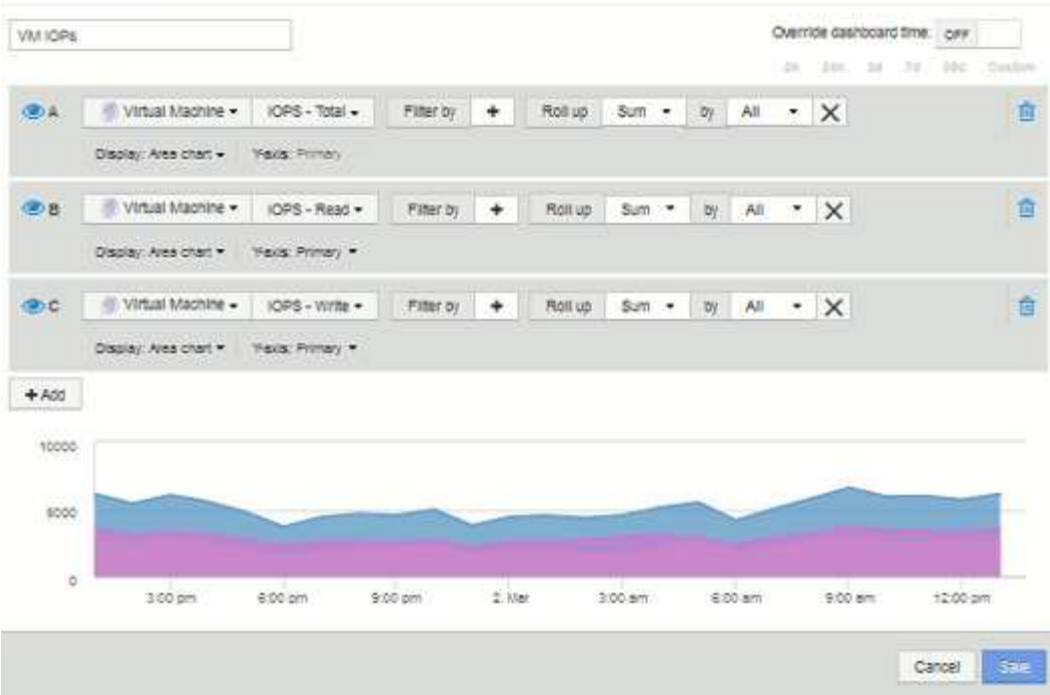 VM IOPs
Override dashboard time: OFF
3d 7d Custom
A Virtual Machine IOPS - Total Filter by + Roll up Sum by All X
Display: Area chart Y-axis: Primary
B Virtual Machine IOPS - Read Filter by + Roll up Sum by All X
Display: Area chart Y-axis: Primary
C Virtual Machine IOPS - Write Filter by + Roll up Sum by All X
Display: Area chart Y-axis: Primary
+ Add
10000
5000
0
3:00 pm 6:00 pm 9:00 pm 2. Mar 3:00 am 6:00 am 9:00 am 12:00 pm
Cancel Save